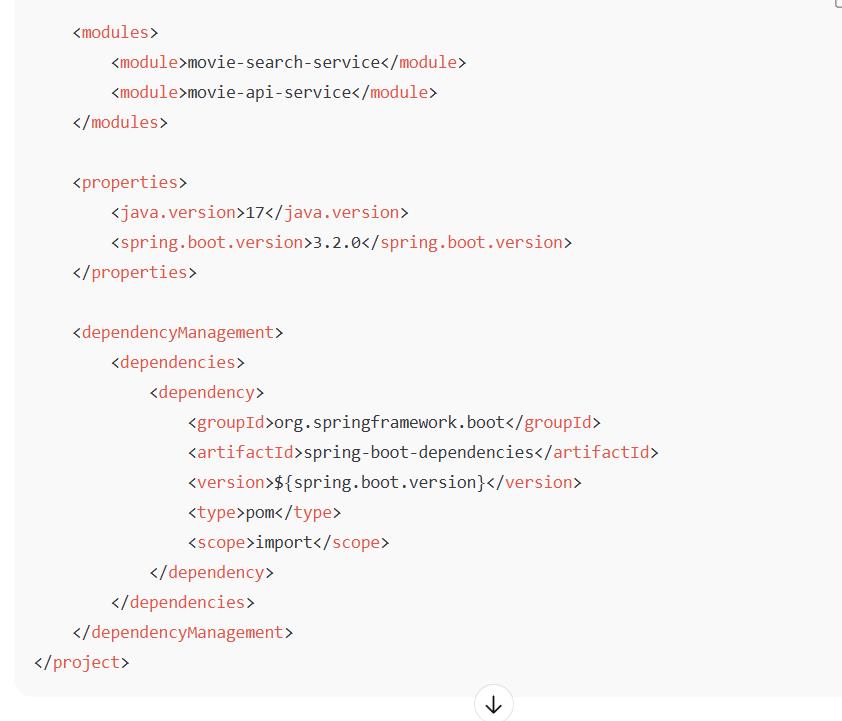 <modules>
<module>movie-search-service</module>
<module>movie-api-service</module>
</modules>
<properties>
<java.version>17</java.version>
<spring.boot.version>3.2.0</spring.boot.version>
</properties>
<dependencyManagement>
<dependencies>
<dependency>
<groupId>org.springframework.boot</groupId>
<artifactId>spring-boot-dependencies</artifactId>
<version>${spring.boot.version}</version>
<type>pom</type>
<scope>import</scope>
</dependency>
</dependencies>
</dependencyManagement>
</project>